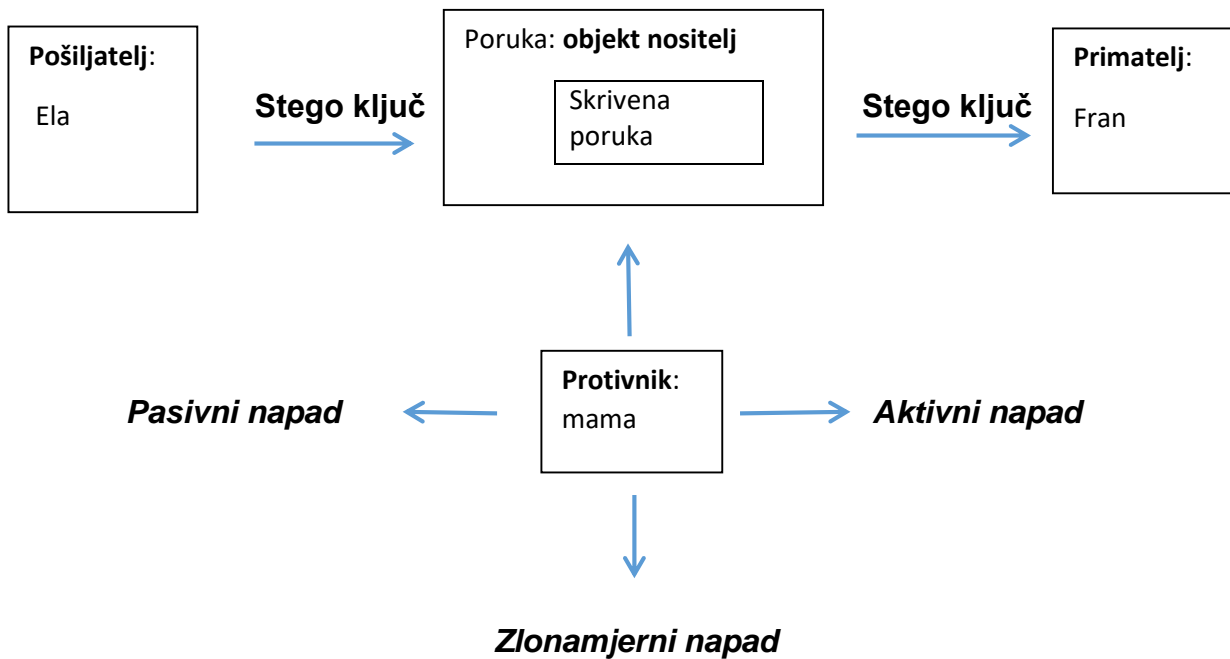 Pošiljatelj:
Ela
Stego ključ
Poruka: objekt nositelj
Skrivena
poruka
Stego ključ
Primatelj:
Fran
Protivnik:
mama
Pasivni napad
Aktivni napad
Zlonamjerni napad